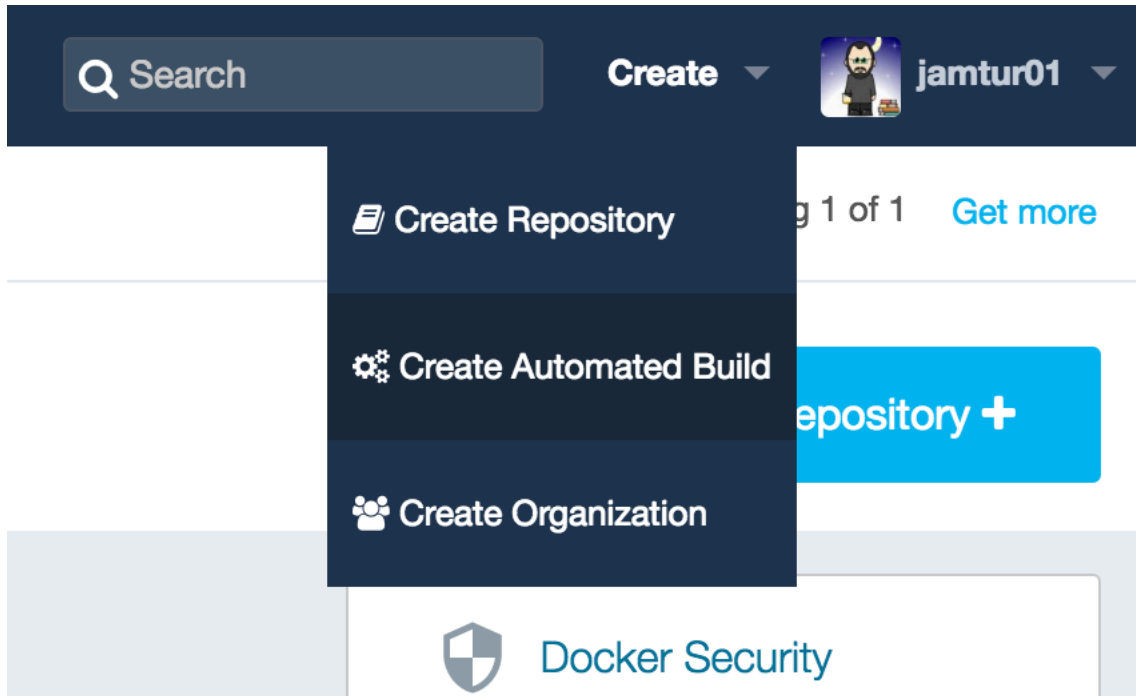 Search
Create
jamtur01
Create Repository
g 1 of 1
Get more
Create Automated Build
epository
Create Organization
Docker Security